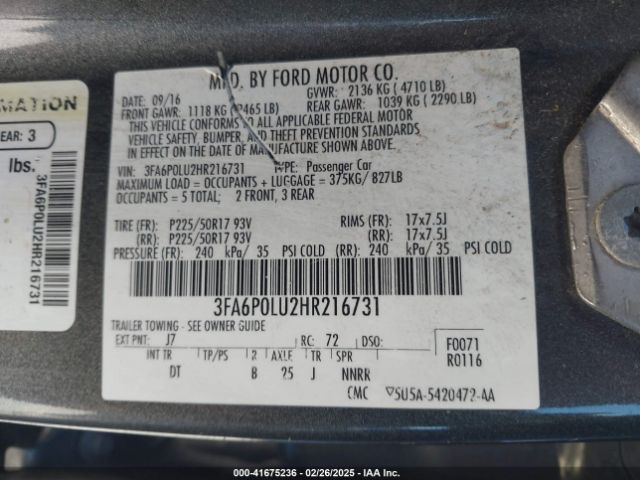 MATION
EAR: 3
lbs.
3FA6P0LU2HR216731
MFD. BY FORD MOTOR CO.
DATE: 09/16 GVWR: 2136 KG ( 4710 LB)
FRONT GAWR: 1118 KG (2465 LB) REAR GAWR: 1039 KG ( 2290 LB)
THIS VEHICLE CONFORMS TO ALL APPLICABLE FEDERAL MOTOR
VEHICLE SAFETY, BUMPER, AND THEFT PREVENTION STANDARDS
IN EFFECT ON THE DATE OF MANUFACTURE SHOWN ABOVE.
VIN: 3FA6P0LU2HR216731 TYPE: Passenger Car
MAXIMUM LOAD = OCCUPANTS + LUGGAGE = 375KG/ 827LB
OCCUPANTS = 5 TOTAL; 2 FRONT, 3 REAR
TIRE (FR): P225/50R17 93V RIMS (FR): 17x7.5J
(RR): P225/50R17 93V (RR): 17x7.5J
PRESSURE (FR): 240 kPa/ 35 PSI COLD (RR): 240 kPa/ 35 PSI COLD
3FA6P0LU2HR216731
TRAILER TOWING - SEE OWNER GUIDE
EXT PNT: J7 RC: 72 DSO: F0071
INT TR TP/PS 2 AXLE TR SPR R0116
DT B 25 J NNRR
CMC 5U5A-5420472-AA
000-41675236 - 02/26/2025 - IAA Inc.